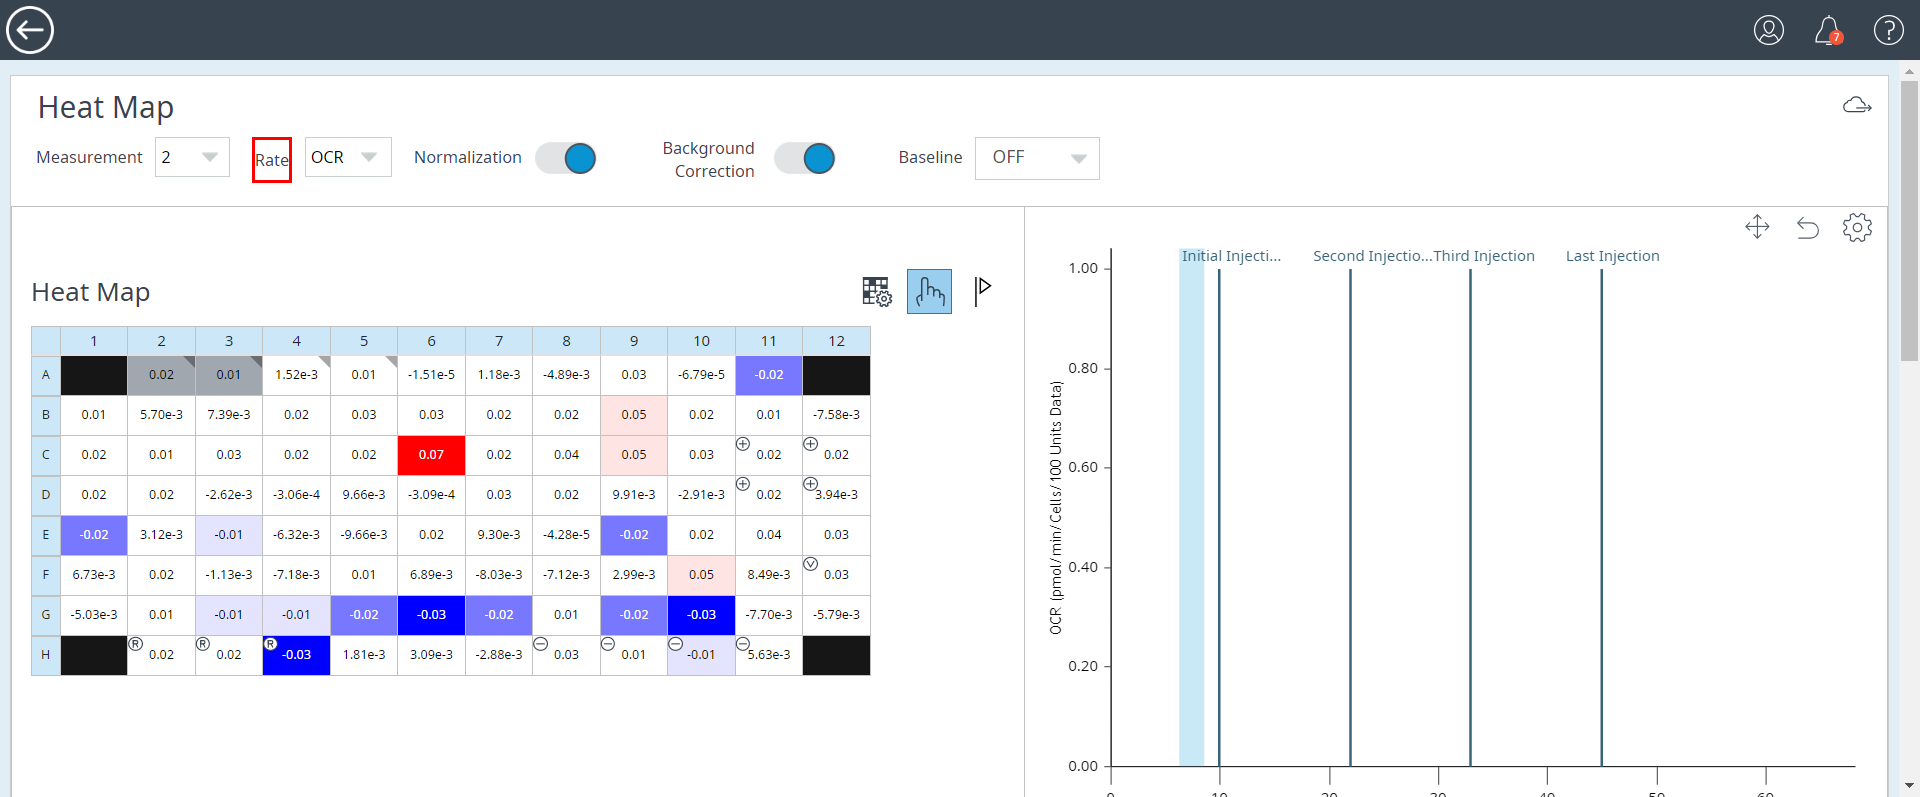 7
Heat Map
Measurement 2 Rate OCR Normalization Background Correction Baseline OFF
Heat Map
1 2 3 4 5 6 7 8 9 10 11 12
A 0.02 0.01 1.52e-3 0.01 -1.51e-5 1.18e-3 -4.89e-3 0.03 -6.79e-5 -0.02
B 0.01 5.70e-3 7.39e-3 0.02 0.03 0.03 0.02 0.02 0.05 0.02 0.01 -7.58e-3
C 0.02 0.01 0.03 0.02 0.02 0.07 0.02 0.04 0.05 0.03 0.02 0.02
D 0.02 0.02 -2.62e-3 -3.06e-4 9.66e-3 -3.09e-4 0.03 0.02 9.91e-3 -2.91e-3 0.02 3.94e-3
E -0.02 3.12e-3 -0.01 -6.32e-3 -9.66e-3 0.02 9.30e-3 -4.28e-5 -0.02 0.02 0.04 0.03
F 6.73e-3 0.02 -1.13e-3 -7.18e-3 0.01 6.89e-3 -8.03e-3 -7.12e-3 2.99e-3 0.05 8.49e-3 V 0.03
G -5.03e-3 0.01 -0.01 -0.01 -0.02 -0.03 -0.02 0.01 -0.02 -0.03 -7.70e-3 -5.79e-3
H R 0.02 R 0.02 R -0.03 1.81e-3 3.09e-3 -2.88e-3 0.03 0.01 -0.01 5.63e-3
Initial Injecti... Second Injectio... Third Injection Last Injection
OCR (pmol/min/Cells/100 Units Data)
1.00
0.80
0.60
0.40
0.20
0.00
0 10 20 30 40 50 60